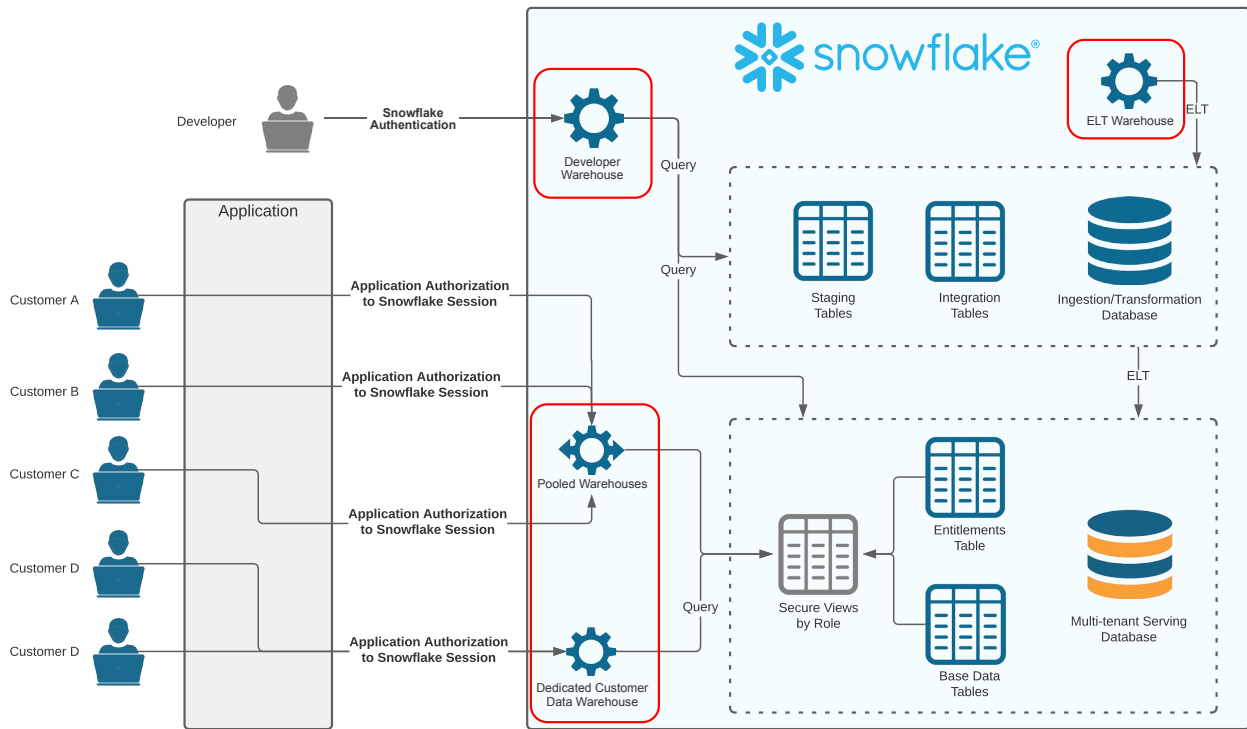 snowflake®
ELT Warehouse
ELT
Developer
Snowflake
Authentication
Developer
Warehouse
Query
Query
Staging
Tables
Integration
Tables
Ingestion/Transformation
Database
ELT
Application
Customer A
Application Authorization
to Snowflake Session
Customer B
Application Authorization
to Snowflake Session
Customer C
Application Authorization
to Snowflake Session
Customer D
Customer D
Application Authorization
to Snowflake Session
Pooled Warehouses
Dedicated Customer
Data Warehouse
Query
Secure Views
by Role
Entitlements
Table
Base Data
Tables
Multi-tenant Serving
Database